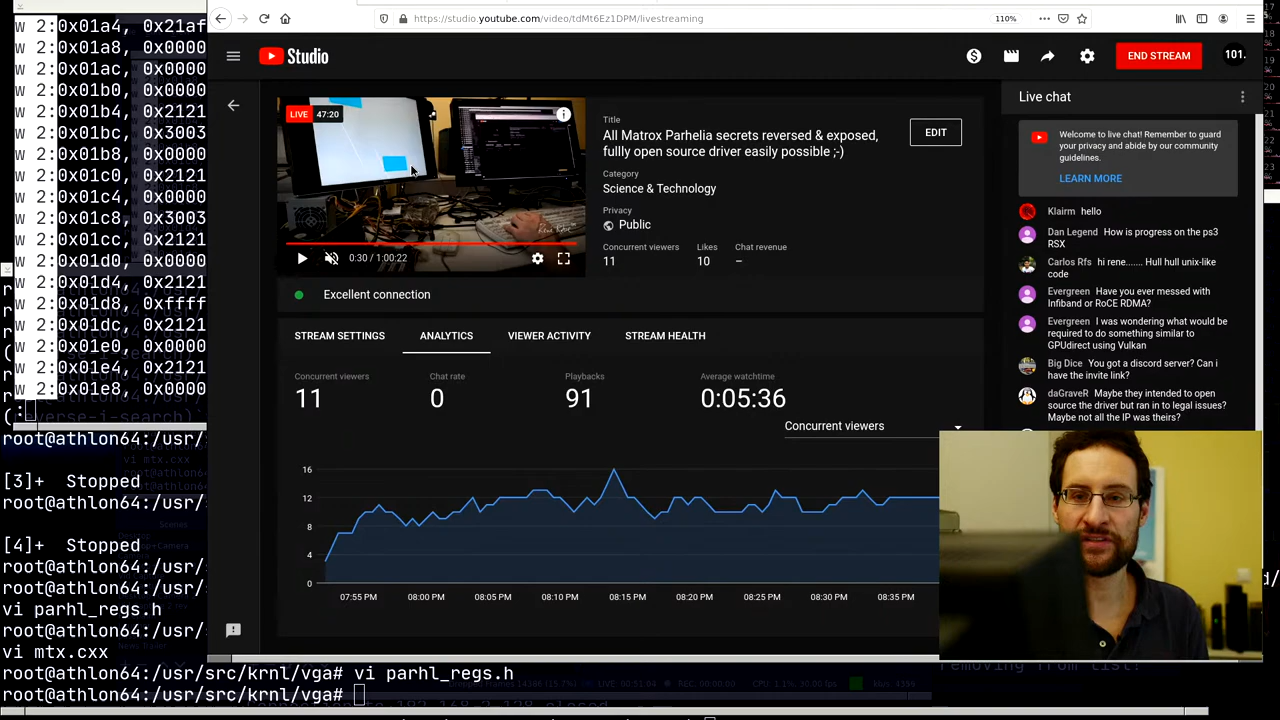 w 2:0x01a4, 0x21af
w 2:0x01a8, 0x0000
w 2:0x01ac, 0x0000
w 2:0x01b0, 0x0000
w 2:0x01b4, 0x2121
w 2:0x01bc, 0x3003
w 2:0x01b8, 0x0000
w 2:0x01c0, 0x2121
w 2:0x01c4, 0x0000
w 2:0x01c8, 0x3003
w 2:0x01cc, 0x2121
w 2:0x01d0, 0x0000
w 2:0x01d4, 0x2121
w 2:0x01d8, 0xffff
w 2:0x01dc, 0x2121
w 2:0x01e0, 0x0000
w 2:0x01e4, 0x2121
w 2:0x01e8, 0x0000
:
(reverse-i-search)`
root@athlon64:/usr/
[3]+ Stopped
root@athlon64:/usr/s
[4]+ Stopped
root@athlon64:/usr/s
root@athlon64:/usr/s
vi parhl_regs.h
root@athlon64:/usr/s
vi mtx.cxx
root@athlon64:/usr/src/krnl/vga# vi parhl_regs.h
root@athlon64:/usr/src/krnl/vga#
https://studio.youtube.com/video/tdMt6Ez1DPM/livestreaming
110%
Studio
END STREAM
101.
LIVE 47:20
0:30 / 1:00:22
Title
All Matrox Parhelia secrets reversed & exposed,
fullly open source driver easily possible ;-)
EDIT
Category
Science & Technology
Privacy
Public
Concurrent viewers Likes Chat revenue
11 10 –
Excellent connection
STREAM SETTINGS ANALYTICS VIEWER ACTIVITY STREAM HEALTH
Concurrent viewers Chat rate Playbacks Average watchtime
11 0 91 0:05:36
Concurrent viewers
16
12
8
4
0
07:55 PM 08:00 PM 08:05 PM 08:10 PM 08:15 PM 08:20 PM 08:25 PM 08:30 PM 08:35 PM
Live chat
Welcome to live chat! Remember to guard
your privacy and abide by our community
guidelines.
LEARN MORE
Klairm hello
Dan Legend How is progress on the ps3
RSX
Carlos Rfs hi rene....... Hull hull unix-like
code
Evergreen Have you ever messed with
Infiband or RoCE RDMA?
Evergreen I was wondering what would be
required to do something similar to
GPUdirect using Vulkan
Big Dice You got a discord server? Can i
have the invite link?
daGraveR Maybe they intended to open
source the driver but ran in to legal issues?
Maybe not all the IP was theirs?